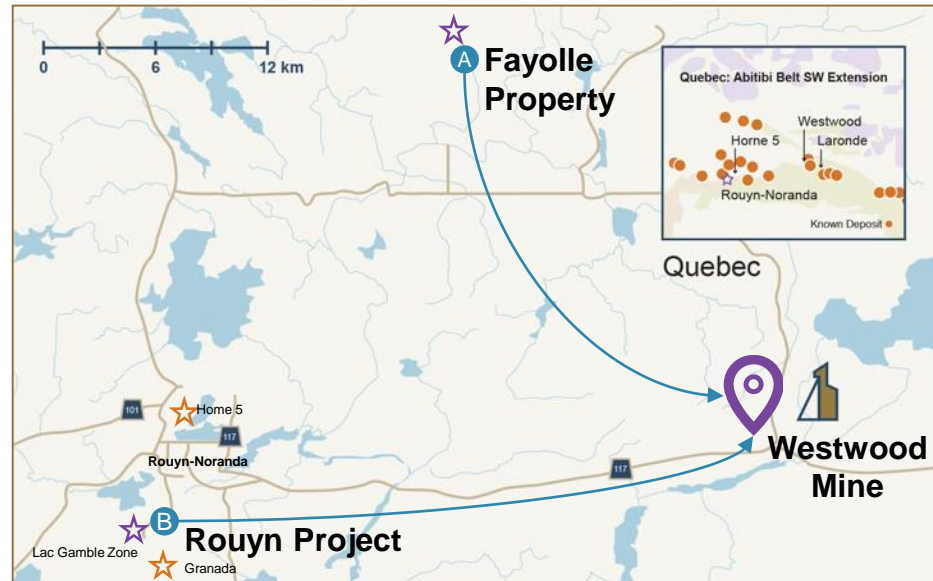 0 6 12 km
A
Fayolle
Property
Quebec: Abitibi Belt SW Extension
Westwood
Horne 5
Laronde
Rouyn-Noranda
Known Deposit
Quebec
101
Home 5
117
Rouyn-Noranda
117
Westwood
Mine
B
Rouyn Project
Lac Gamble Zone
Granada